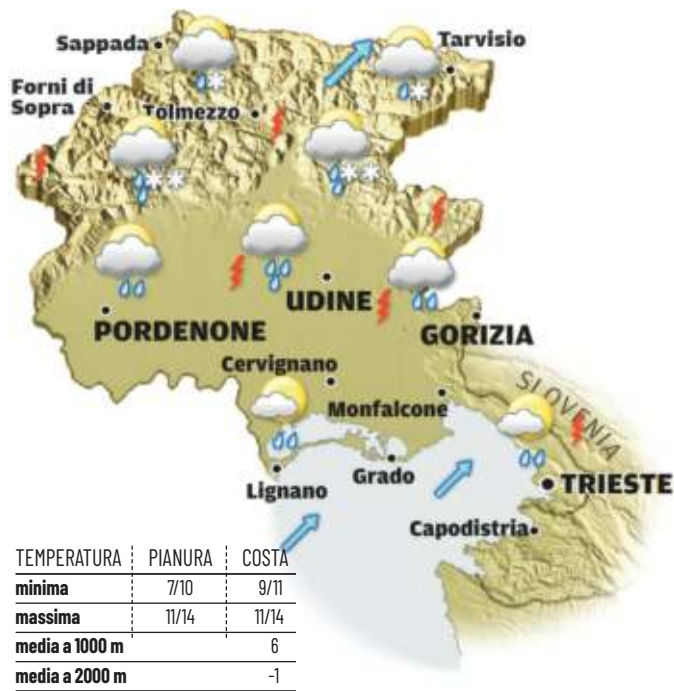 Sappada
Tarvisio
Forni di
Sopra
Tolmezzo
UDINE
PORDENONE
GORIZIA
Cervignano
SLOVENIA
Monfalcone
Grado
Lignano
TRIESTE
Capodistria
TEMPERATURA PIANURA COSTA
minima 7/10 9/11
massima 11/14 11/14
media a 1000 m 6
media a 2000 m -1